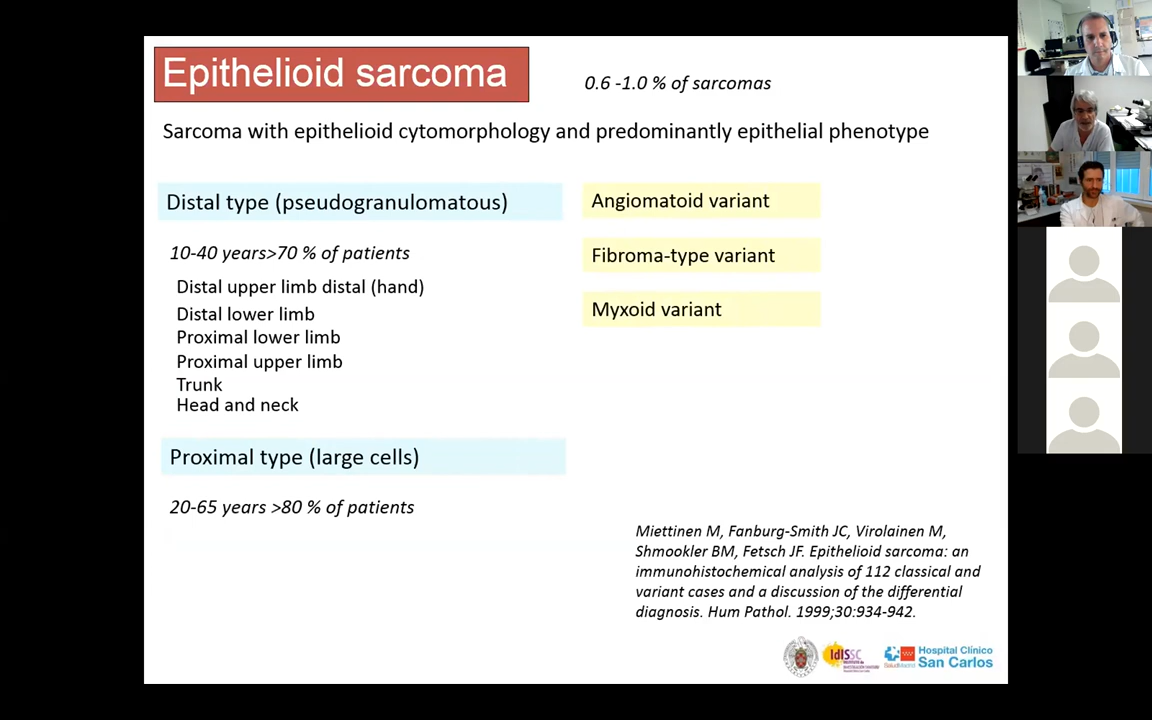 Epithelioid sarcoma
0.6 -1.0 % of sarcomas
Sarcoma with epithelioid cytomorphology and predominantly epithelial phenotype
Distal type (pseudogranulomatous)
10-40 years>70 % of patients
Distal upper limb distal (hand)
Distal lower limb
Proximal lower limb
Proximal upper limb
Trunk
Head and neck
Proximal type (large cells)
20-65 years >80 % of patients
Angiomatoid variant
Fibroma-type variant
Myxoid variant
Miettinen M, Fanburg-Smith JC, Virolainen M,
Shmookler BM, Fetsch JF. Epithelioid sarcoma: an
immunohistochemical analysis of 112 classical and
variant cases and a discussion of the differential
diagnosis. Hum Pathol. 1999;30:934-942.
IdISSC
SaludMadrid
Hospital Clínico
San Carlos